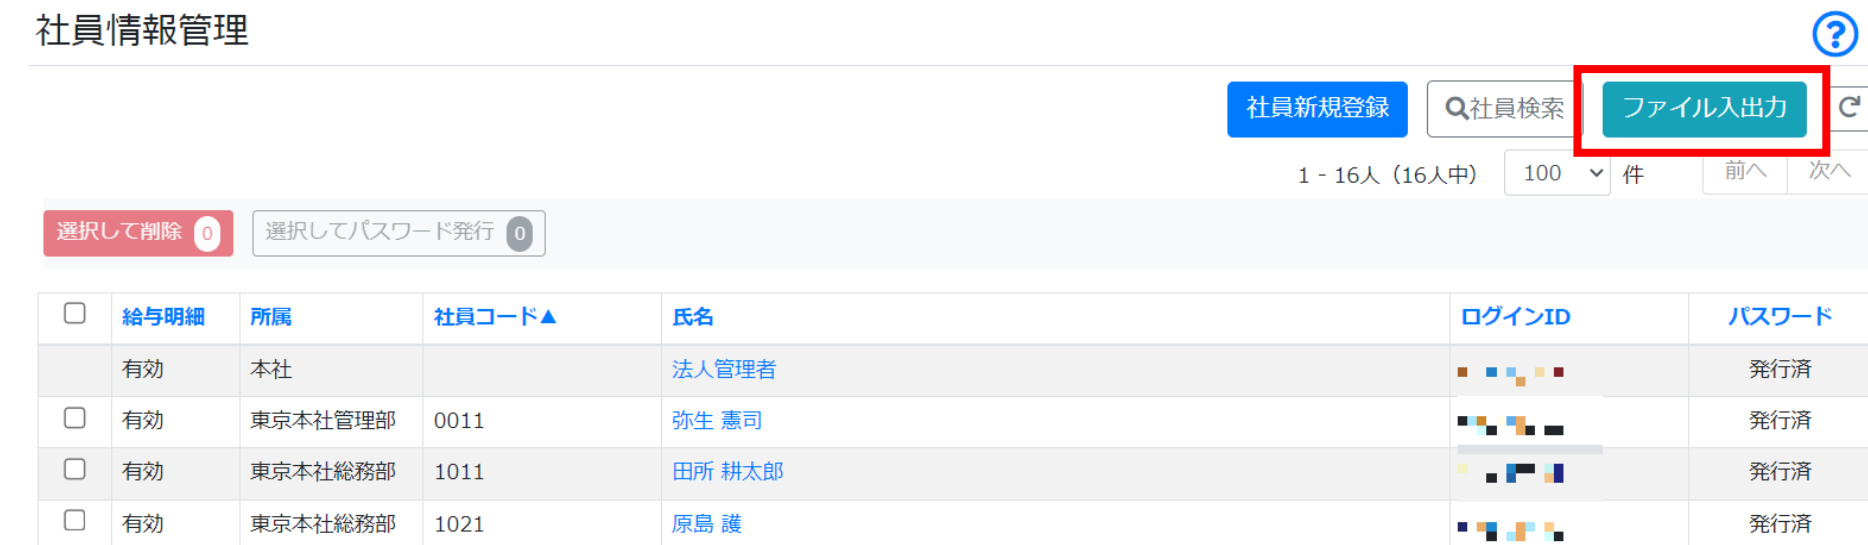 社員情報管理
社員新規登録 社員検索 ファイル入出力
1 - 16人（16人中） 100 件 前へ 次へ
選択して削除 0 選択してパスワード発行 0
給与明細 所属 社員コード▲ 氏名 ログインID パスワード
有効 本社 法人管理者 発行済
有効 東京本社管理部 0011 弥生 憲司 発行済
有効 東京本社総務部 1011 田所 耕太郎 発行済
有効 東京本社総務部 1021 原島 護 発行済